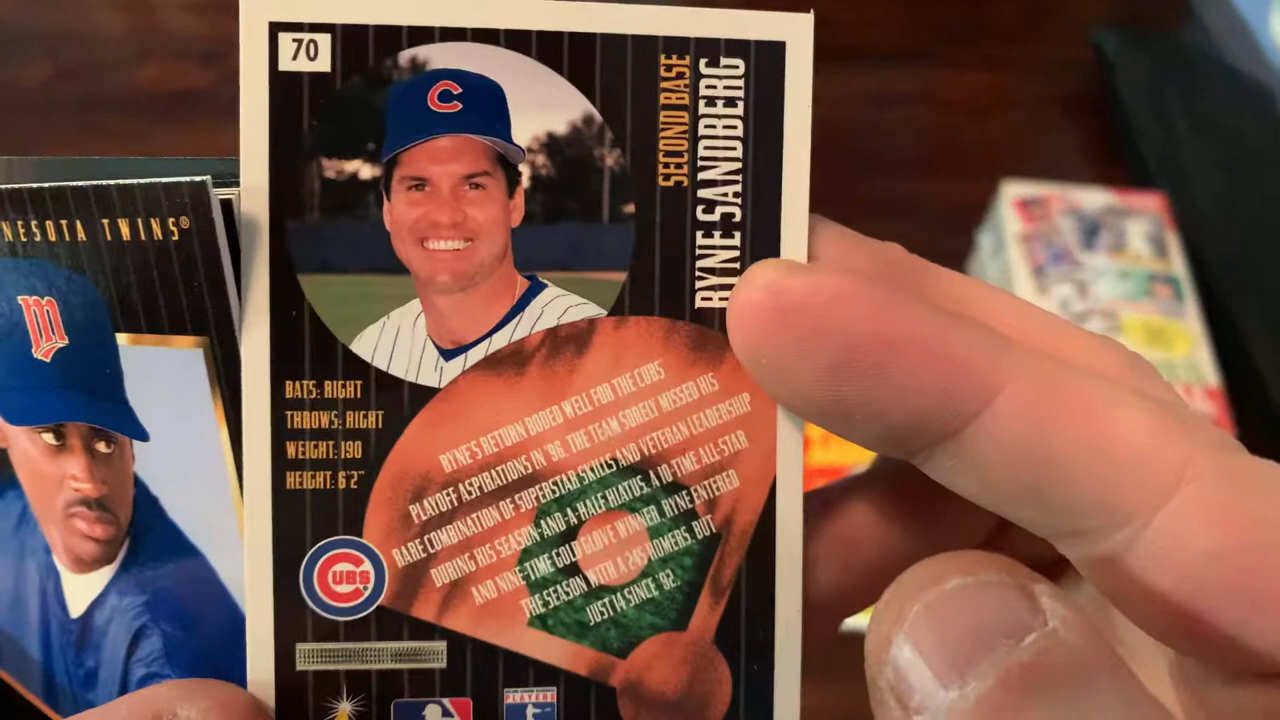 70
SECOND BASE
RYNE SANDBERG
C
NESOTA TWINS®
M
BATS: RIGHT
THROWS: RIGHT
WEIGHT: 190
HEIGHT: 6'2"
RYNE'S RETURN BODED WELL FOR THE CUBS'
PLAYOFF ASPIRATIONS IN '96. THE TEAM SORELY MISSED HIS
RARE COMBINATION OF SUPERSTAR SKILLS AND VETERAN LEADERSHIP
DURING HIS SEASON-AND-A-HALF HIATUS. A 10-TIME ALL-STAR
AND NINE-TIME GOLD GLOVE WINNER, RYNE ENTERED
THE SEASON WITH A 245 HOMERS, BUT
JUST 14 SINCE '92.
CUBS
PLAYERS